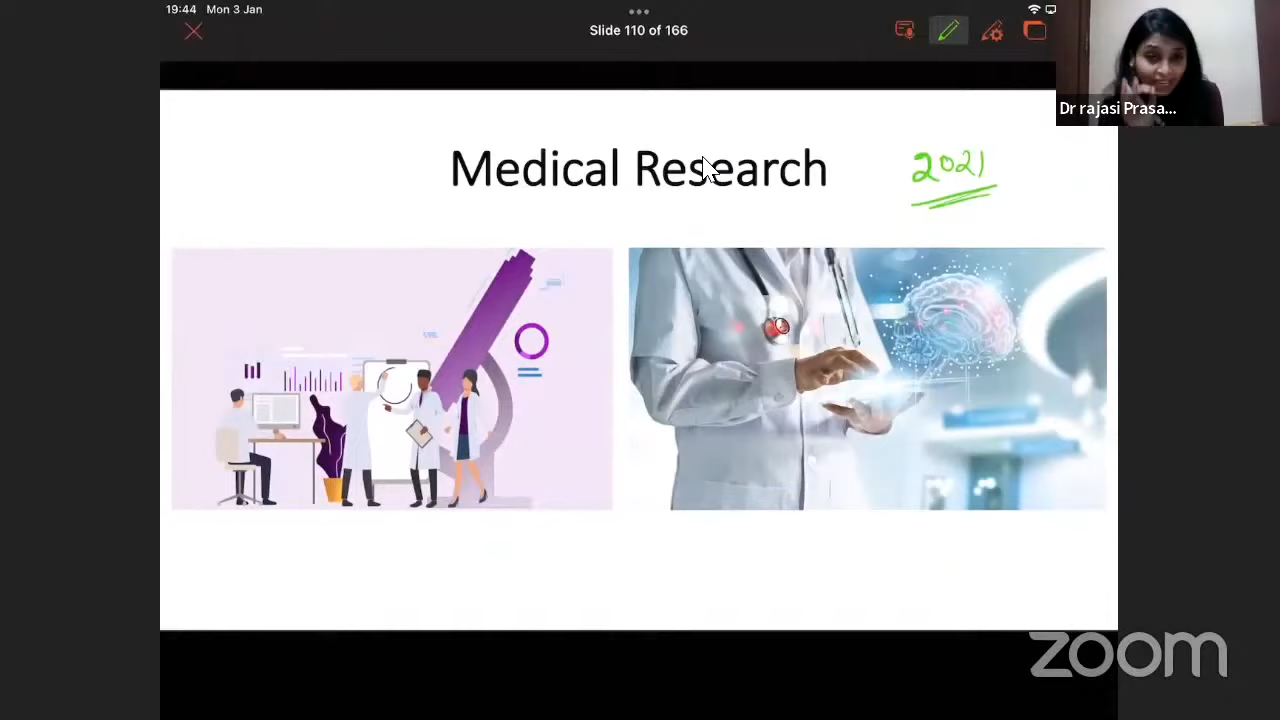 19:44 Mon 3 Jan
Slide 110 of 166
Dr rajasi Prasa...
Medical Research
2021
zoom